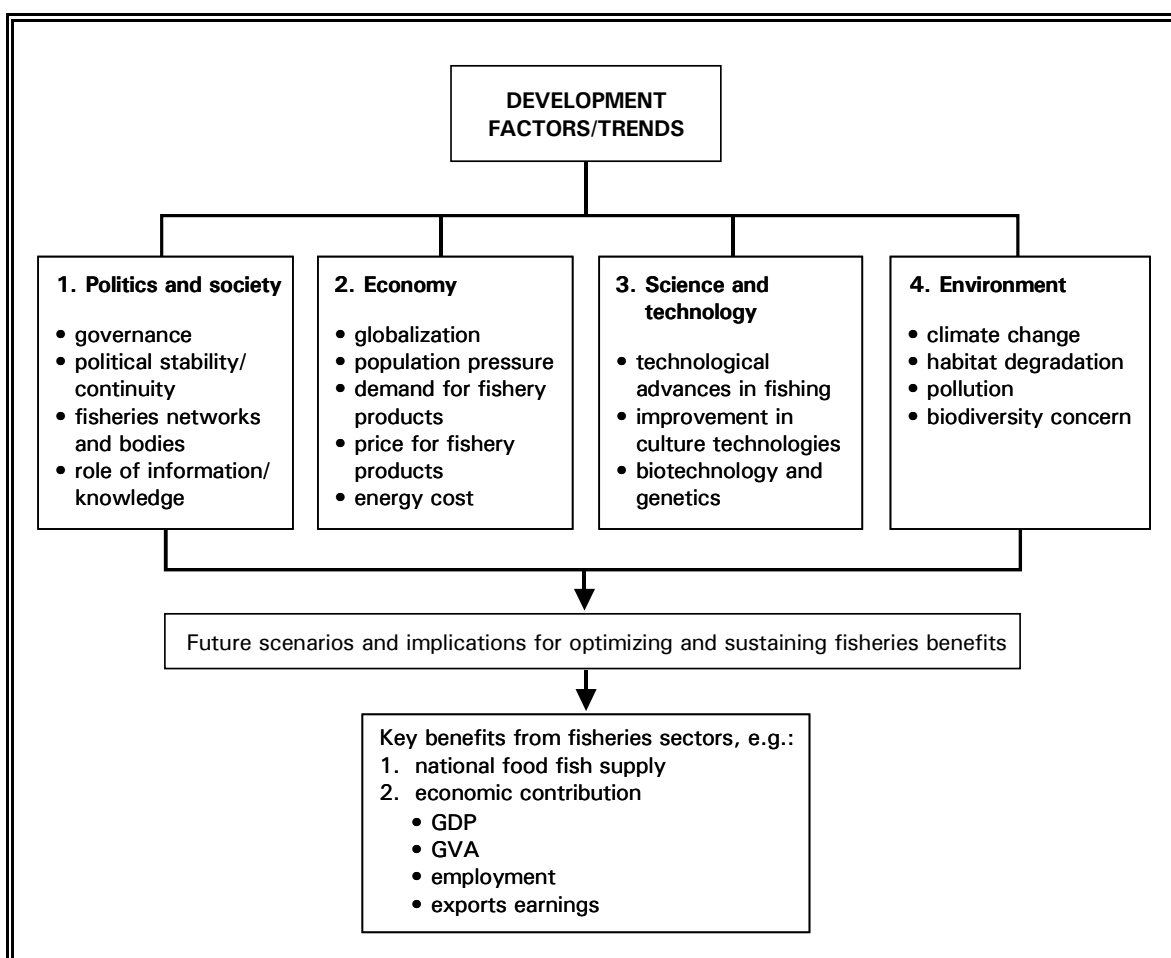 DEVELOPMENT
FACTORS/TRENDS
1. Politics and society
• governance
• political stability/
continuity
• fisheries networks
and bodies
• role of information/
knowledge
2. Economy
• globalization
• population pressure
• demand for fishery
products
• price for fishery
products
• energy cost
3. Science and
technology
• technological
advances in fishing
• improvement in
culture technologies
• biotechnology and
genetics
4. Environment
• climate change
• habitat degradation
• pollution
• biodiversity concern
Future scenarios and implications for optimizing and sustaining fisheries benefits
Key benefits from fisheries sectors, e.g.:
1. national food fish supply
2. economic contribution
• GDP
• GVA
• employment
• exports earnings